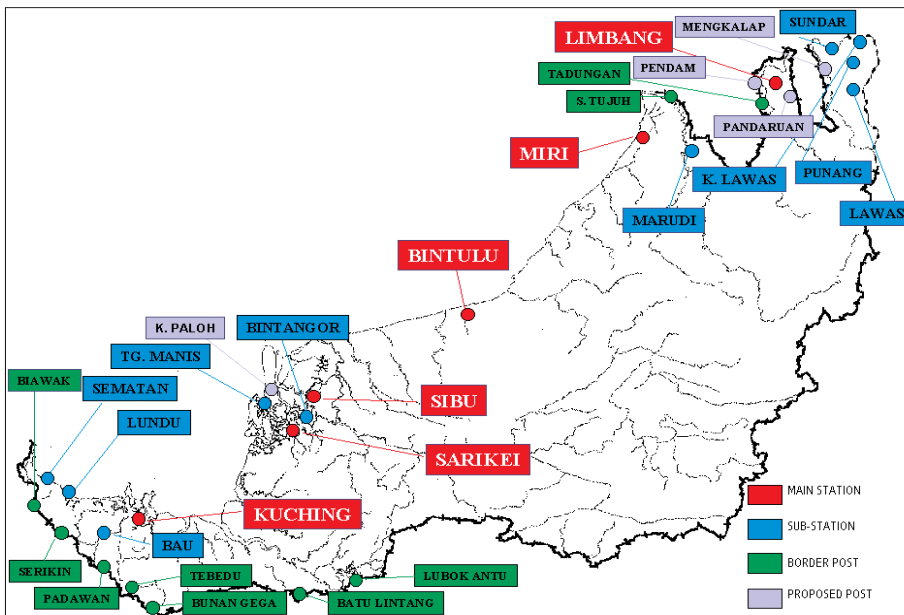 SUNDAR
MENGKALAP
LIMBANG
PENDAM
TADUNGAN
S. TUJUH
PANDARUAN
MIRI
K. LAWAS
PUNANG
MARUDI
LAWAS
BINTULU
K. PALOH
BINTANGOR
TG. MANIS
BIAWAK
SEMATAN
SIBU
LUNDU
SARIKEI
KUCHING
BAU
SERIKIN
TEBEDU
LUBOK ANTU
PADAWAN
BUNAN GEGA
BATU LINTANG
MAIN STATION
SUB-STATION
BORDER POST
PROPOSED POST